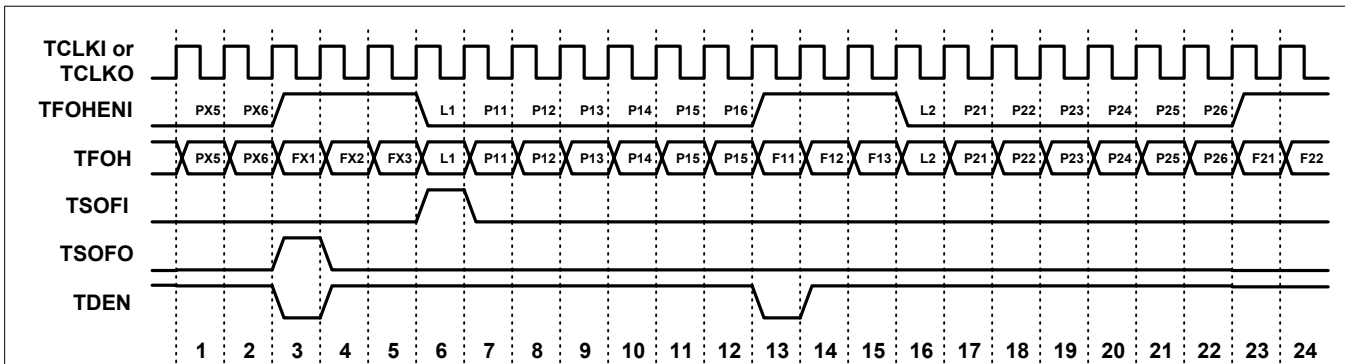 TCLKI or
TCLKO
TFOHENI PX5 PX6 L1 P11 P12 P13 P14 P15 P16 L2 P21 P22 P23 P24 P25 P26
TFOH PX5 PX6 FX1 FX2 FX3 L1 P11 P12 P13 P14 P15 P15 F11 F12 F13 L2 P21 P22 P23 P24 P25 P26 F21 F22
TSOFI
TSOFO
TDEN
1 2 3 4 5 6 7 8 9 10 11 12 13 14 15 16 17 18 19 20 21 22 23 24